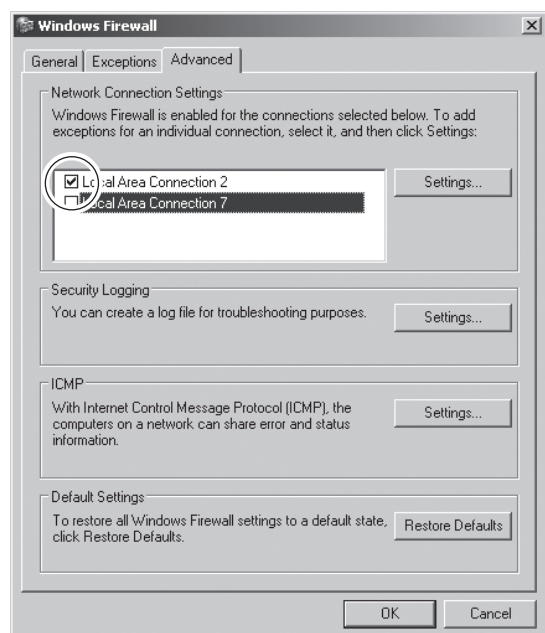 Windows Firewall
General Exceptions Advanced
Network Connection Settings
Windows Firewall is enabled for the connections selected below. To add
exceptions for an individual connection, select it, and then click Settings:
Local Area Connection 2
Settings...
Local Area Connection 7
Security Logging
You can create a log file for troubleshooting purposes.
Settings...
ICMP
With Internet Control Message Protocol (ICMP), the
computers on a network can share error and status
information.
Settings...
Default Settings
To restore all Windows Firewall settings to a default state,
click Restore Defaults.
Restore Defaults
OK Cancel